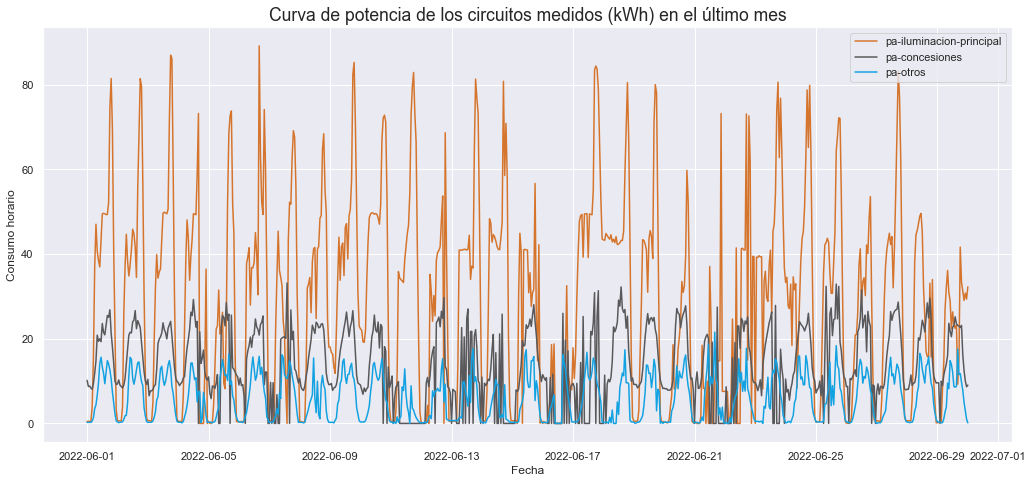 Curva de potencia de los circuitos medidos (kWh) en el último mes
pa-iluminacion-principal
pa-concesiones
pa-otros
Consumo horario
80
60
40
20
0
2022-06-01
2022-06-05
2022-06-09
2022-06-13
2022-06-17
2022-06-21
2022-06-25
2022-06-29
2022-07-01
Fecha